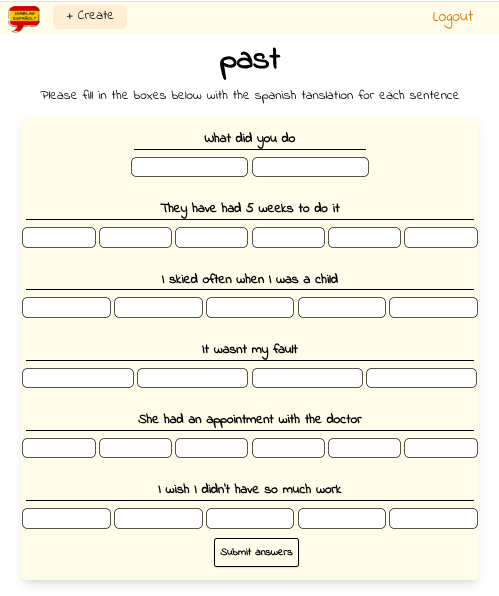 ¿HABLAS
ESPAÑOL?
+ Create
Logout
past
Please fill in the boxes below with the spanish tanslation for each sentence
What did you do
They have had 5 weeks to do it
I skied often when I was a child
It wasnt my fault
She had an appointment with the doctor
I wish I didn't have so much work
Submit answers